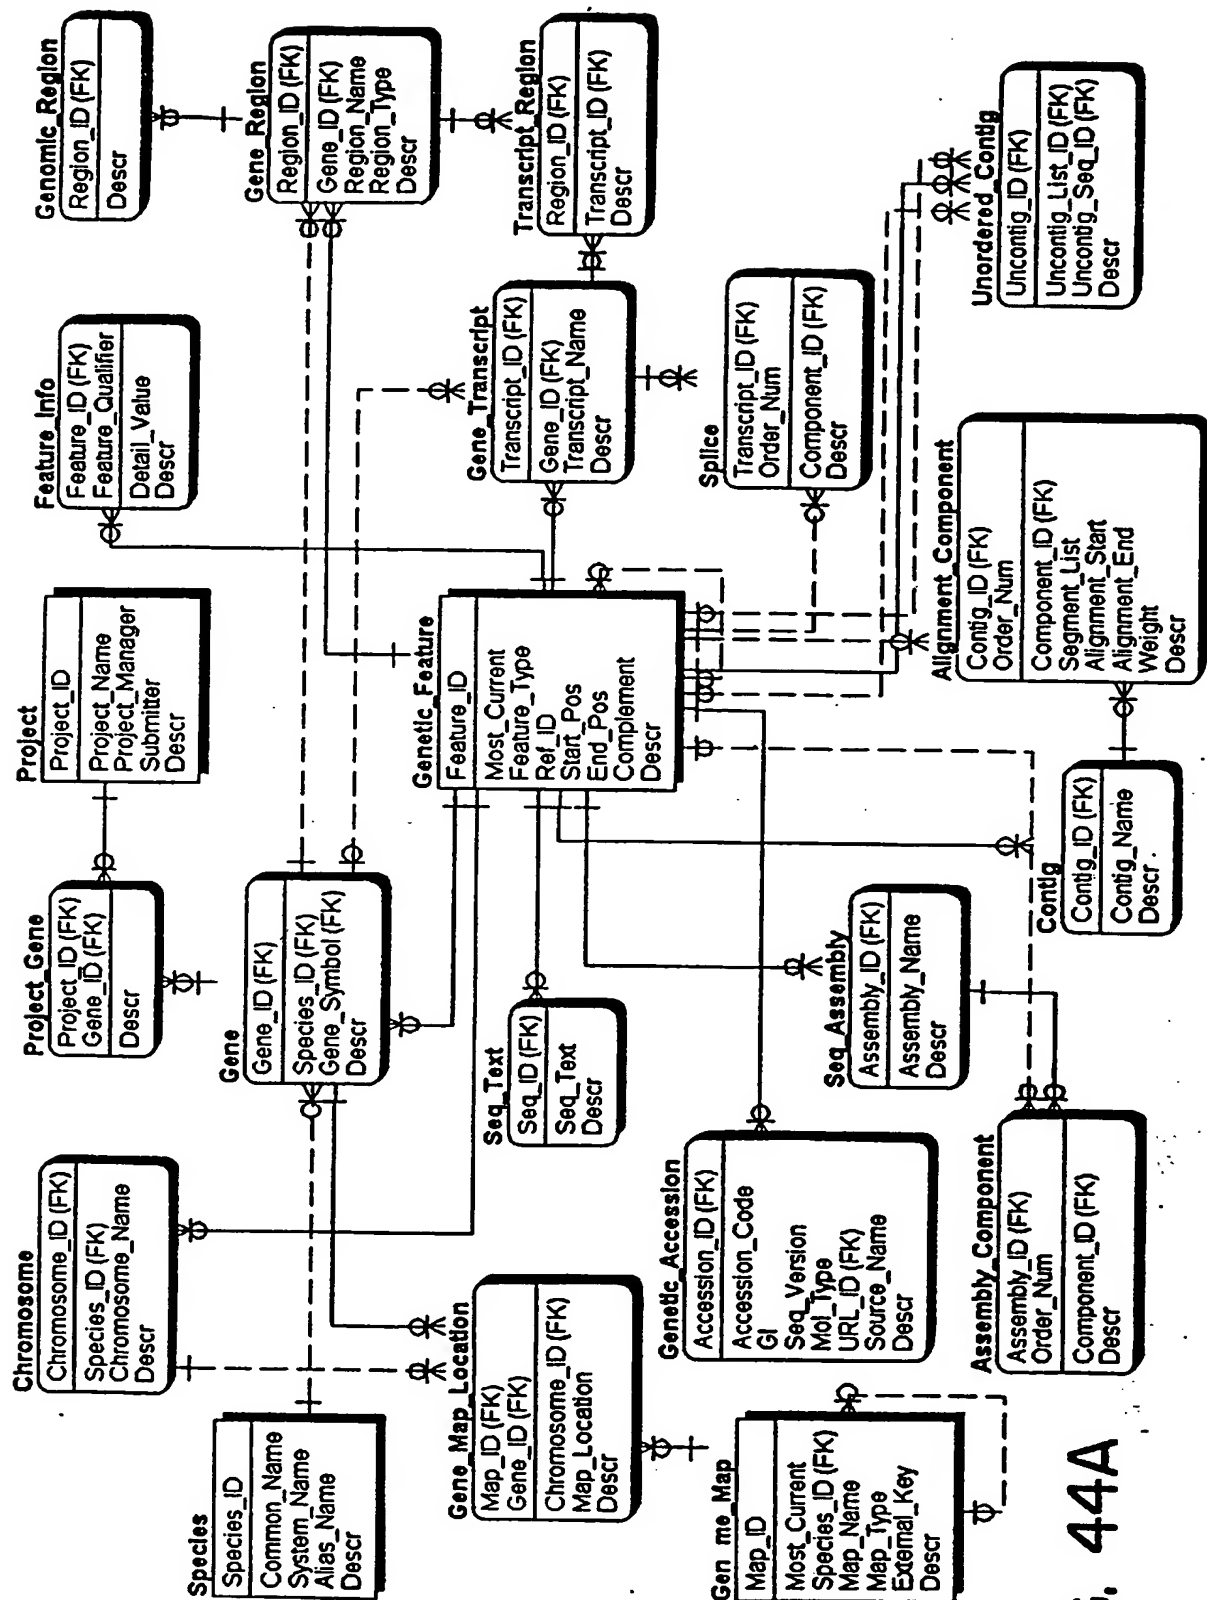 Genomic_Region
Region_ID (FK)
Descr
Gene_Region
Region_ID (FK)
Gene_ID (FK)
Region_Name
Region_Type
Descr
Transcript_Region
Region_ID (FK)
Transcript_ID (FK)
Descr
Unordered_Contig
Uncontig_ID (FK)
Uncontig_List_ID (FK)
Uncontig_Seq_ID (FK)
Descr
Feature_Info
Feature_ID (FK)
Feature_Qualifier
Detail_Value
Descr
Gene_Transcript
Transcript_ID (FK)
Gene_ID (FK)
Transcript_Name
Descr
Splice
Transcript_ID (FK)
Order_Num
Component_ID (FK)
Descr
Alignment_Component
Contig_ID (FK)
Order_Num
Component_ID (FK)
Segment_List
Alignment_Start
Alignment_End
Weight
Descr
Project
Project_ID
Project_Name
Project_Manager
Submitter
Descr
Genetic_Feature
Feature_ID
Most_Current
Feature_Type
Ref_ID
Start_Pos
End_Pos
Complement
Descr
Project_Gene
Project_ID (FK)
Gene_ID (FK)
Descr
Gene
Gene_ID (FK)
Species_ID (FK)
Gene_Symbol (FK)
Descr
Seq_Text
Seq_ID (FK)
Seq_Text
Descr
Seq_Assembly
Assembly_ID (FK)
Assembly_Name
Descr
Contig
Contig_ID (FK)
Contig_Name
Descr
Chromosome
Chromosome_ID (FK)
Species_ID (FK)
Chromosome_Name
Descr
Genetic_Accession
Accession_ID (FK)
Accession_Code
GI
Seq_Version
Mol_Type
URL_ID (FK)
Source_Name
Descr
Assembly_Component
Assembly_ID (FK)
Order_Num
Component_ID (FK)
Descr
Species
Species_ID
Common_Name
System_Name
Alias_Name
Descr
Gene_Map_Location
Map_ID (FK)
Gene_ID (FK)
Chromosome_ID (FK)
Map_Location
Descr
Gen me_Map
Map_ID
Most_Current
Species_ID (FK)
Map_Name
Map_Type
External_Key
Descr
44A